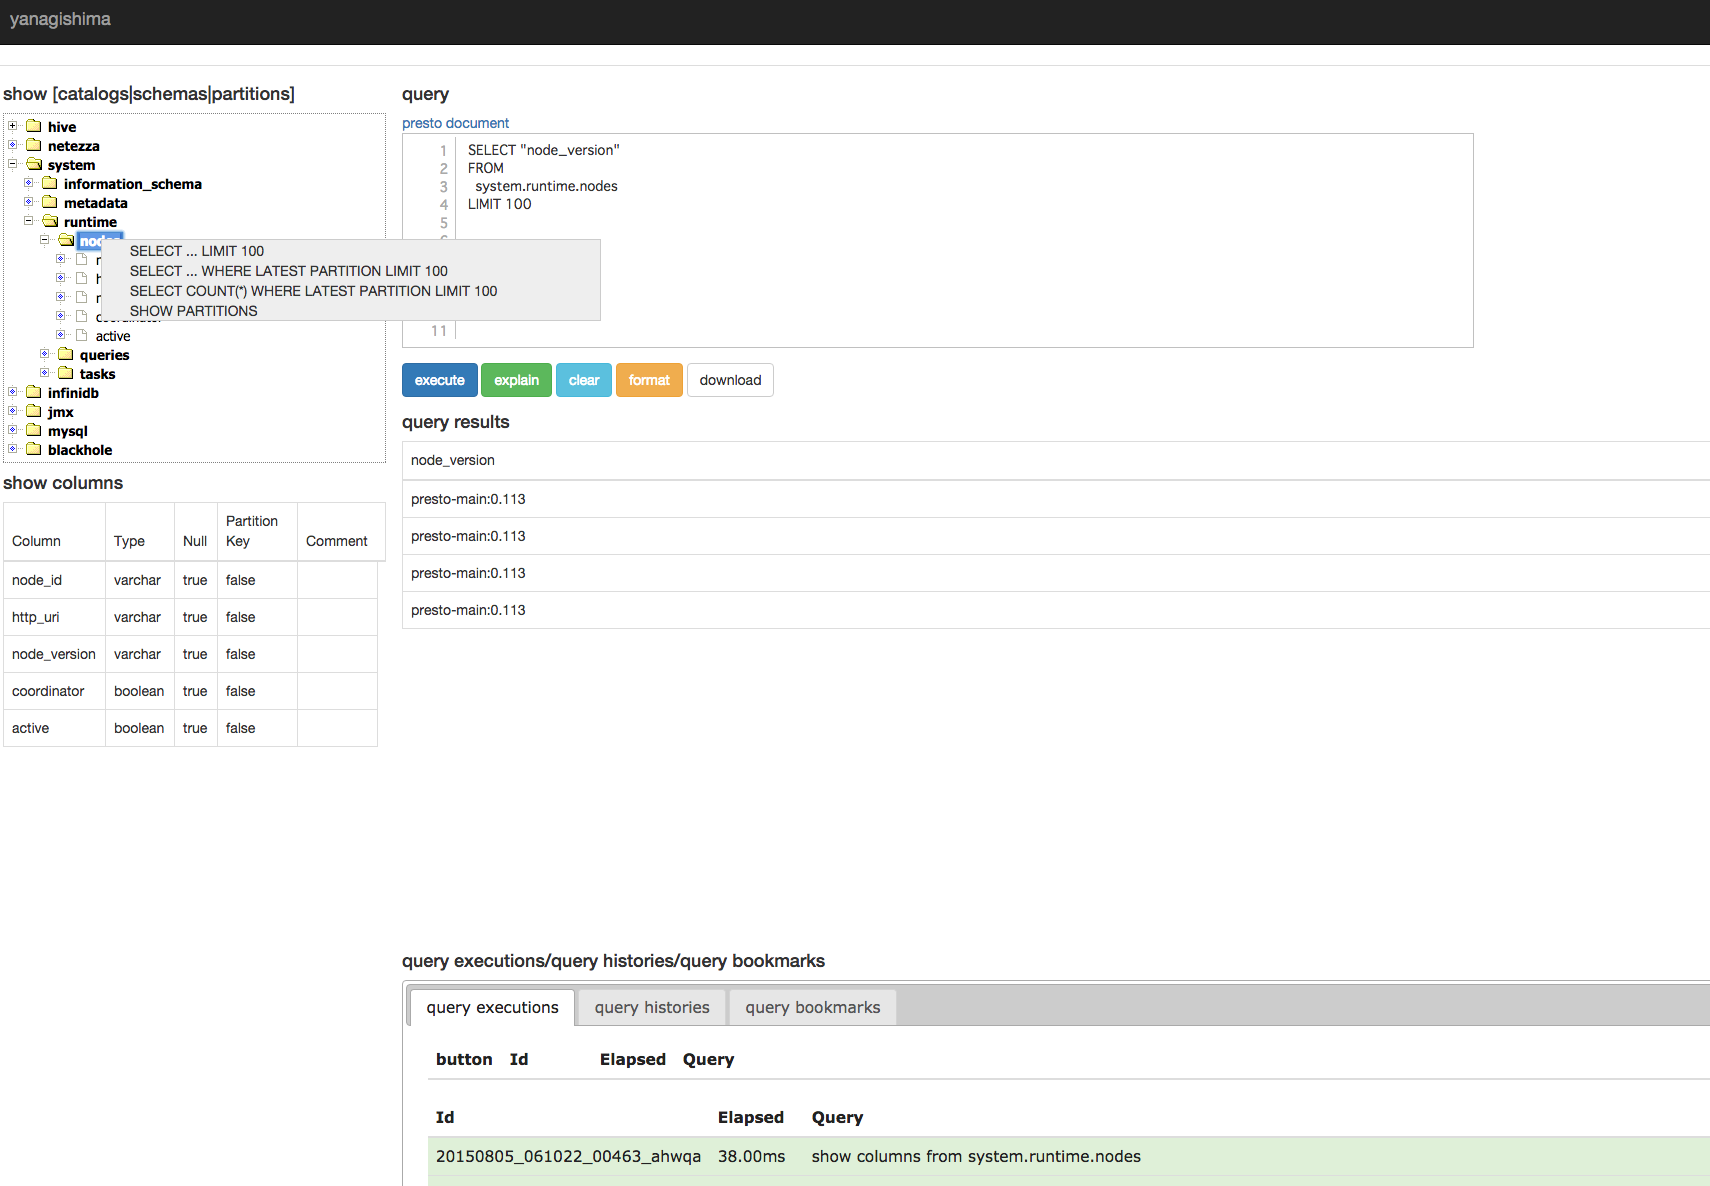 yanagishima
show [catalogs|schemas|partitions]
hive
netezza
system
information_schema
metadata
runtime
SELECT ... LIMIT 100
SELECT ... WHERE LATEST PARTITION LIMIT 100
SELECT COUNT(*) WHERE LATEST PARTITION LIMIT 100
SHOW PARTITIONS
active
queries
tasks
infinidb
jmx
mysql
blackhole
show columns
Column Type Null Partition Key Comment
node_id varchar true false
http_uri varchar true false
node_version varchar true false
coordinator boolean true false
active boolean true false
query
presto document
1 SELECT "node_version"
2 FROM
3 system.runtime.nodes
4 LIMIT 100
5
11
execute explain clear format download
query results
node_version
presto-main:0.113
presto-main:0.113
presto-main:0.113
presto-main:0.113
query executions/query histories/query bookmarks
query executions query histories query bookmarks
button Id Elapsed Query
Id Elapsed Query
20150805_061022_00463_ahwqa 38.00ms show columns from system.runtime.nodes